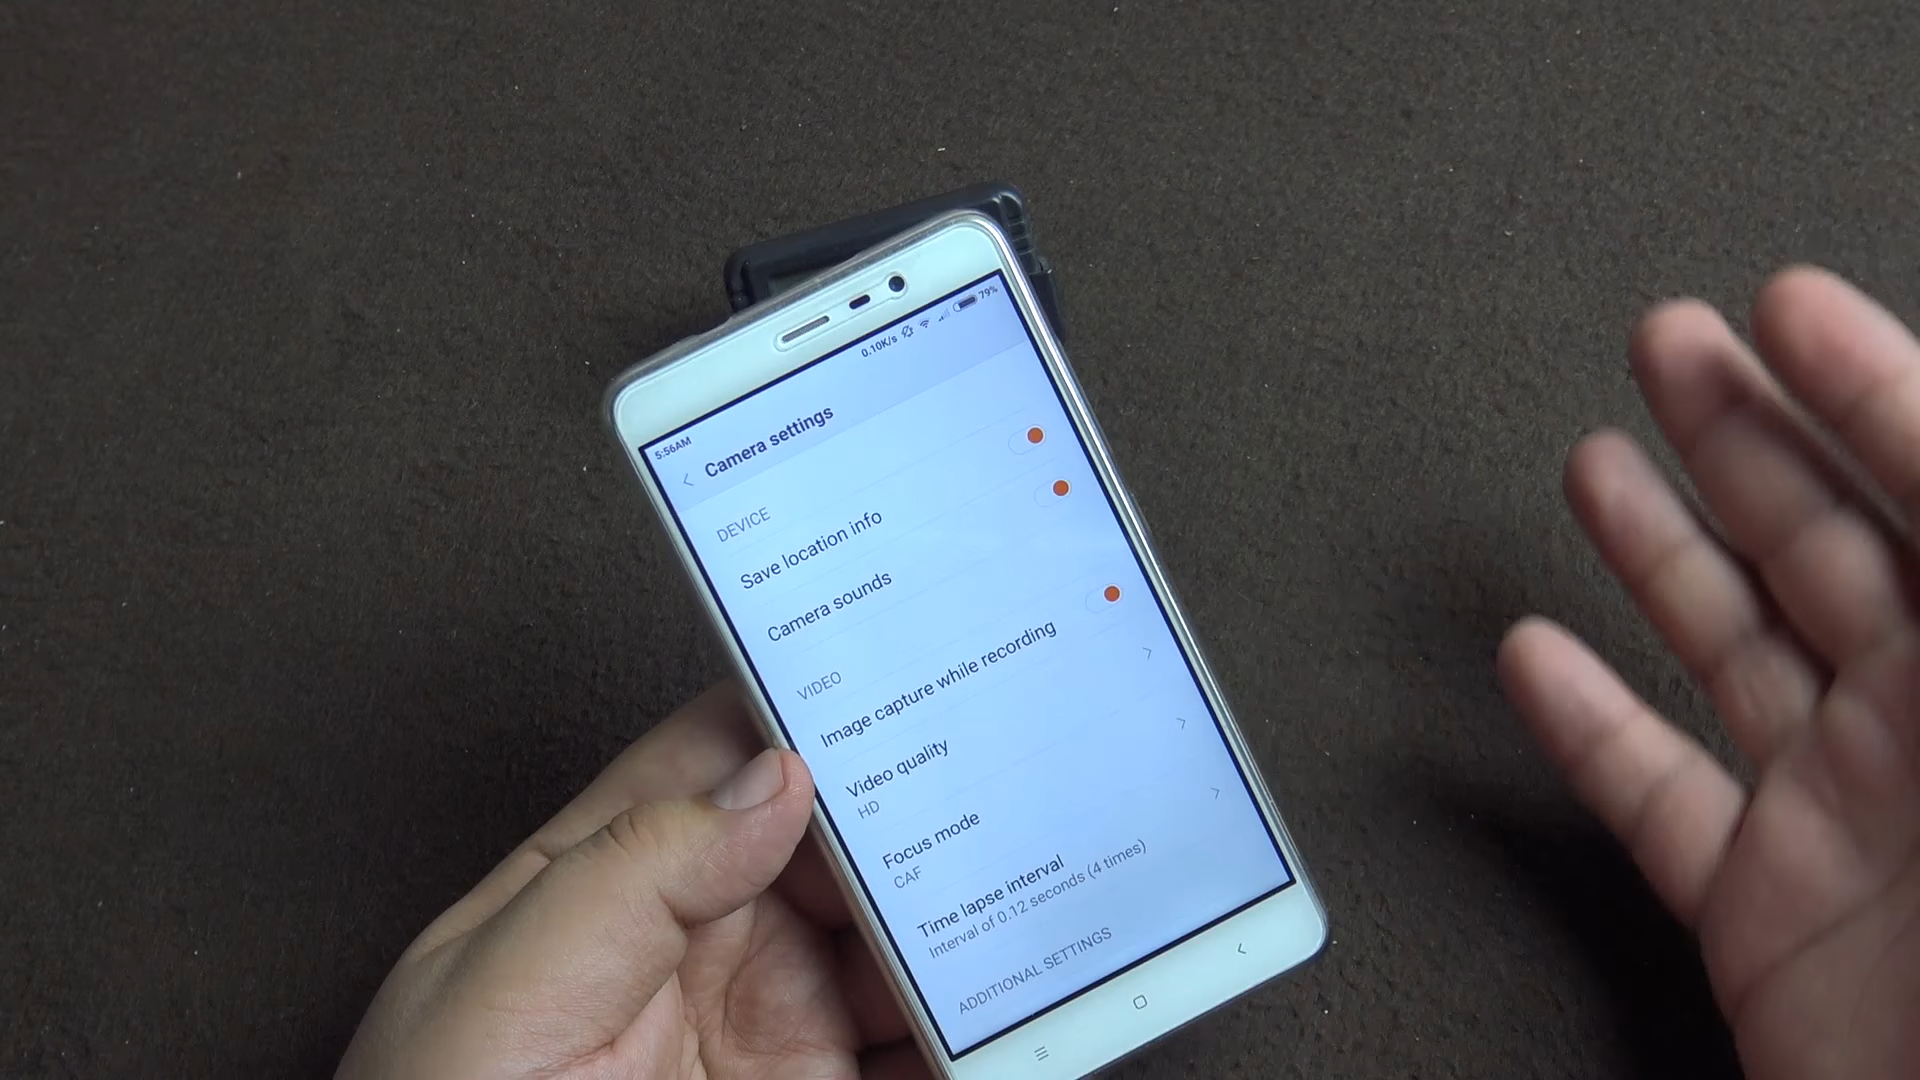 5:56AM 0.10K/s 79%
Camera settings
DEVICE
Save location info
Camera sounds
VIDEO
Image capture while recording
Video quality
HD
Focus mode
CAF
Time lapse interval
Interval of 0.12 seconds (4 times)
ADDITIONAL SETTINGS